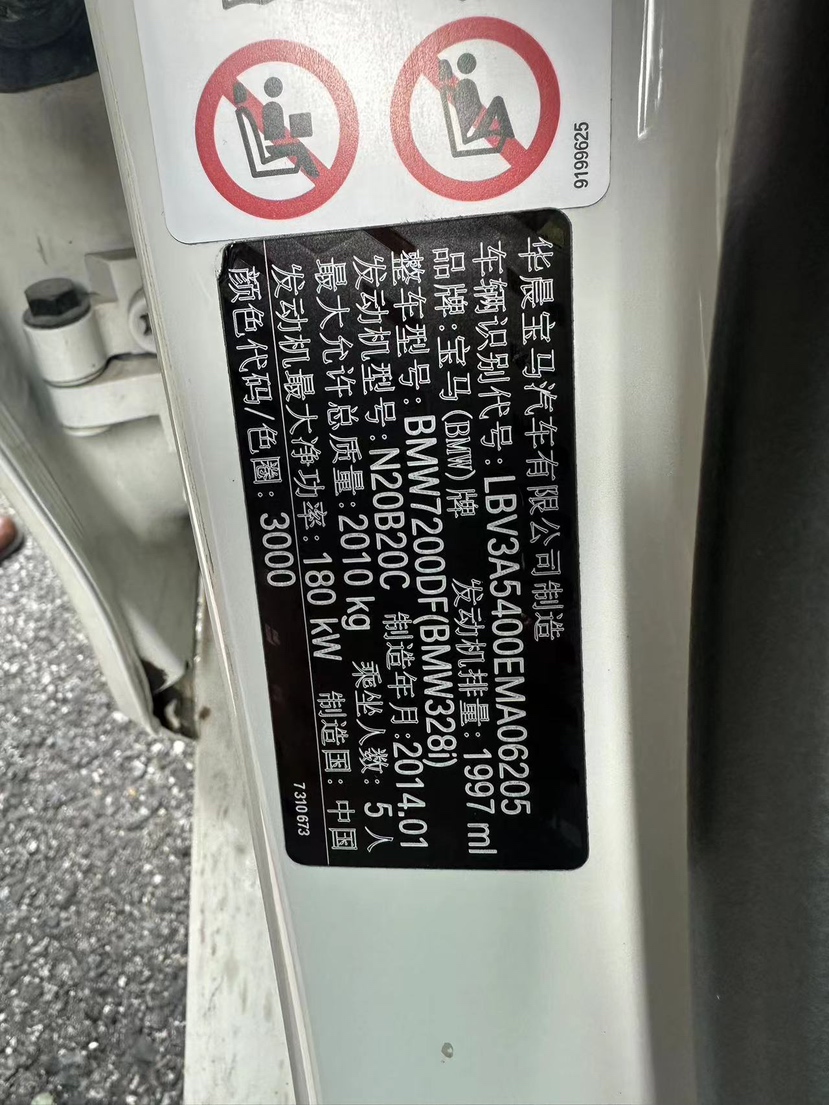 9199625
华晨宝马汽车有限公司制造
车辆识别代号:LBV3A5400EMA06205
品牌:宝马(BMW)牌 发动机排量:1997 ml
整车型号:BMW7200DF(BMW328i)
发动机型号:N20B20C 制造年月:2014.01
最大允许总质量:2010 kg 乘坐人数:5人
发动机最大净功率:180 kW 制造国:中国
颜色代码/色圈:3000
7310673